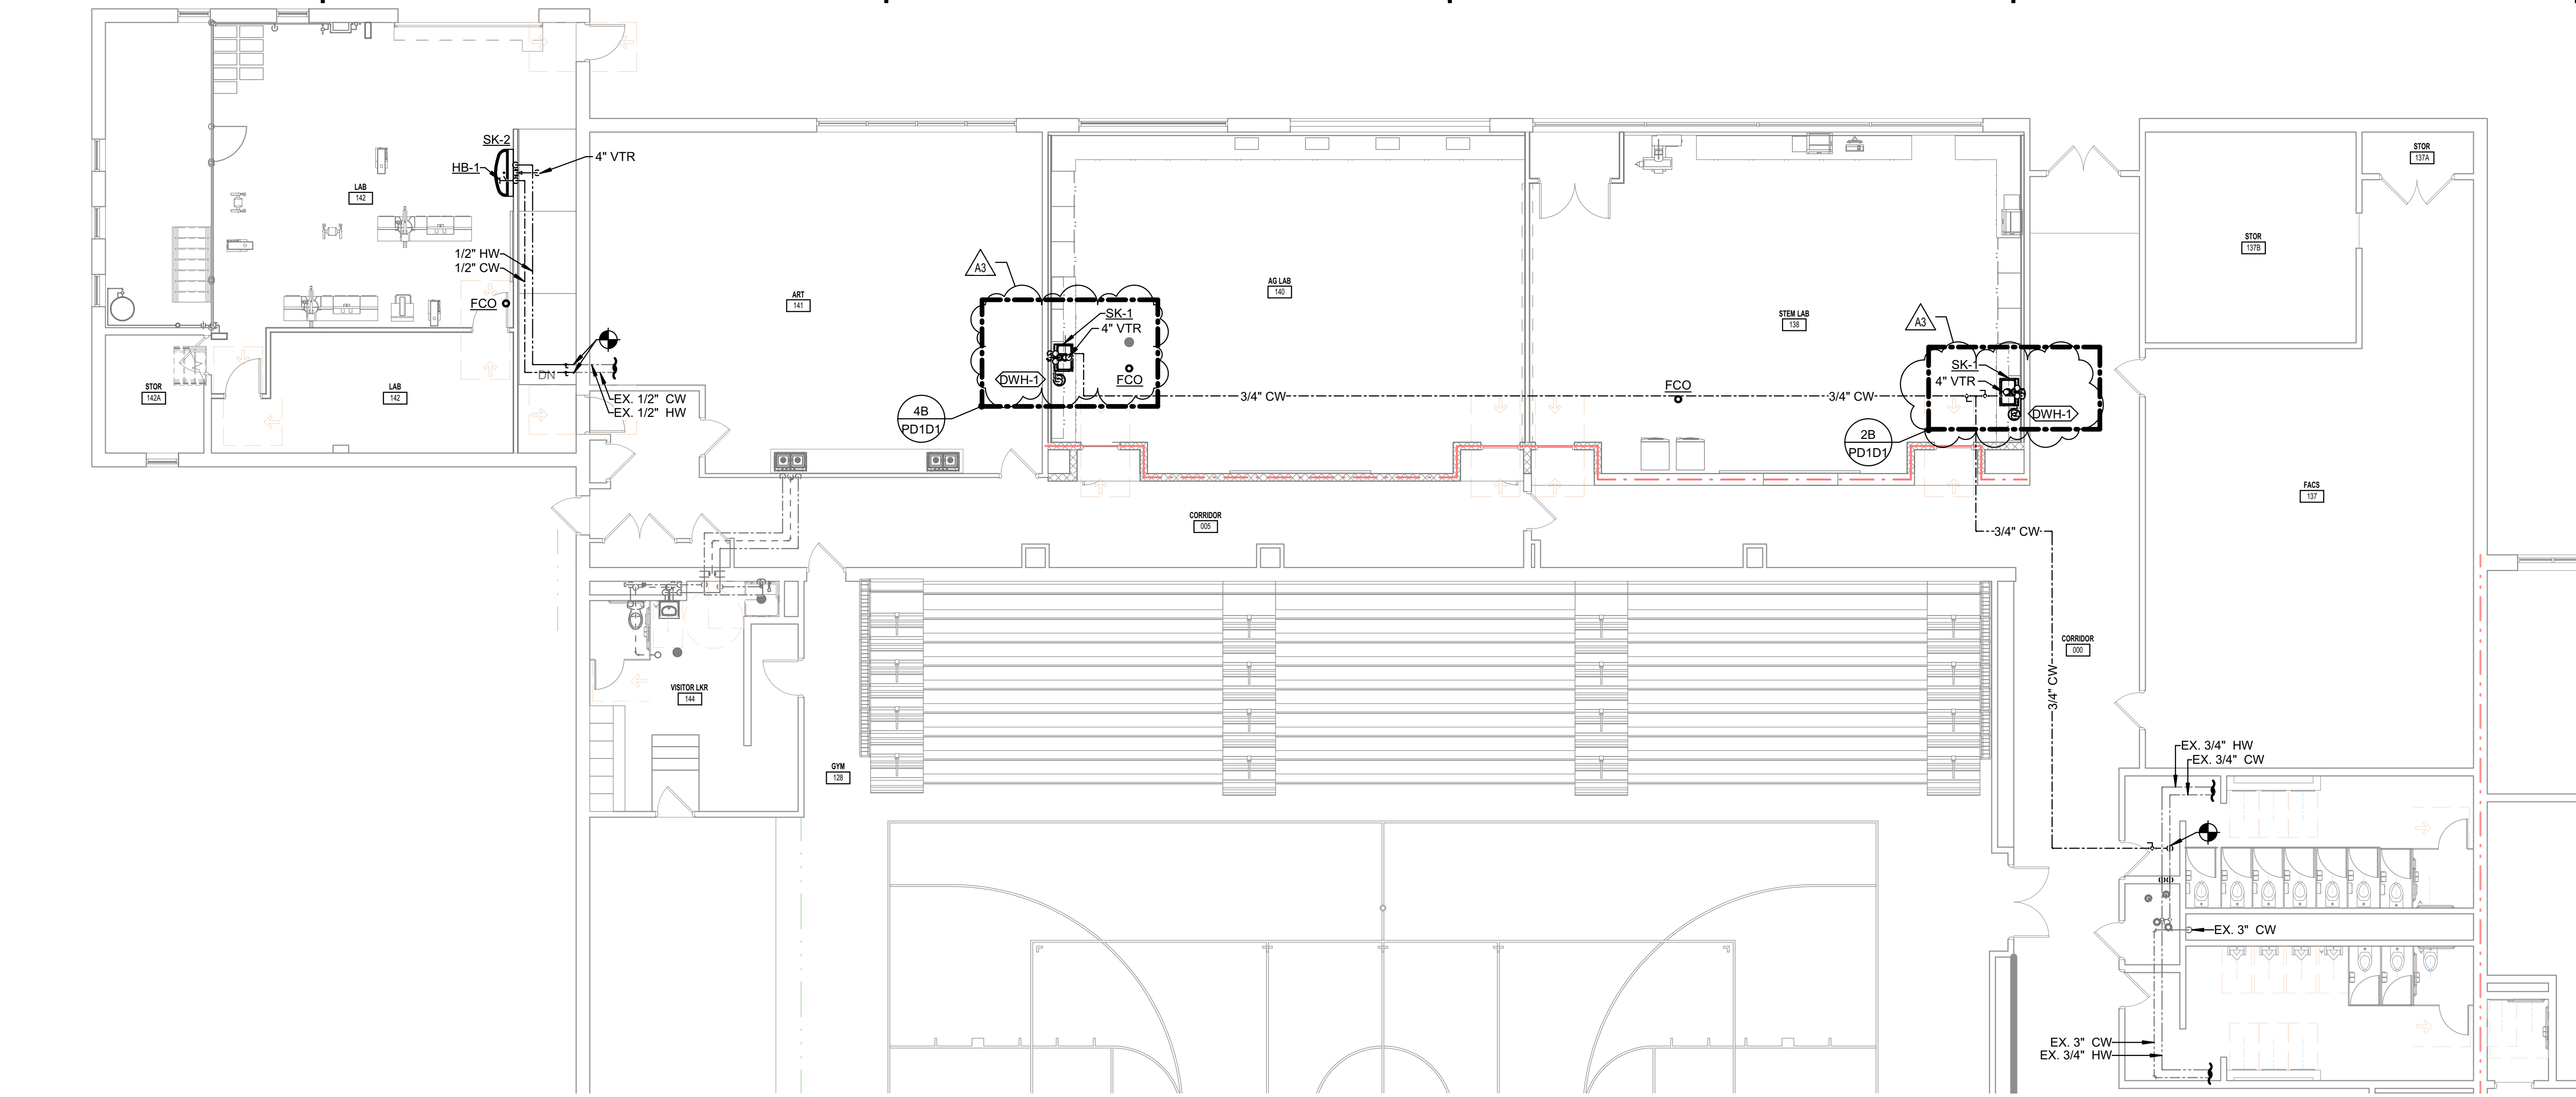 SK-2
4" VTR
HB-1
LAB
142
1/2" HW
1/2" CW
FCO
DN
EX. 1/2" CW
EX. 1/2" HW
STOR
142A
LAB
142
ART
141
A3
AG LAB
140
SK-1
4" VTR
DWH-1
FCO
4B
PD1D1
3/4" CW
FCO
3/4" CW
STEM LAB
138
A3
SK-1
4" VTR
DWH-1
2B
PD1D1
STOR
137A
STOR
137B
FACS
137
CORRIDOR
005
3/4" CW
CORRIDOR
000
3/4" CW
VISITOR LKR
144
GYM
128
EX. 3/4" HW
EX. 3/4" CW
EX. 3" CW
EX. 3" CW
EX. 3/4" HW